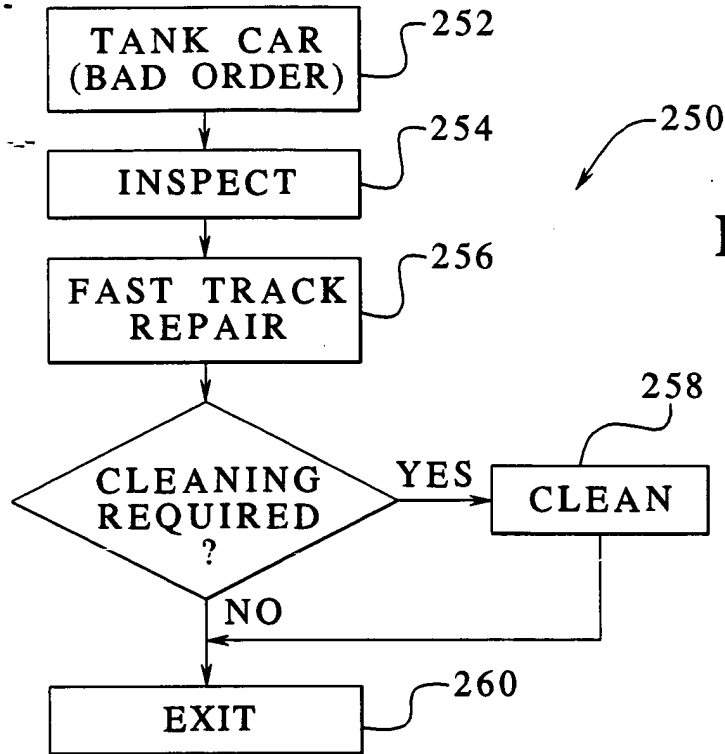 TANK CAR
(BAD ORDER)
252
INSPECT
254
250
FAST TRACK
REPAIR
256
CLEANING
REQUIRED
?
YES
258
CLEAN
NO
EXIT
260